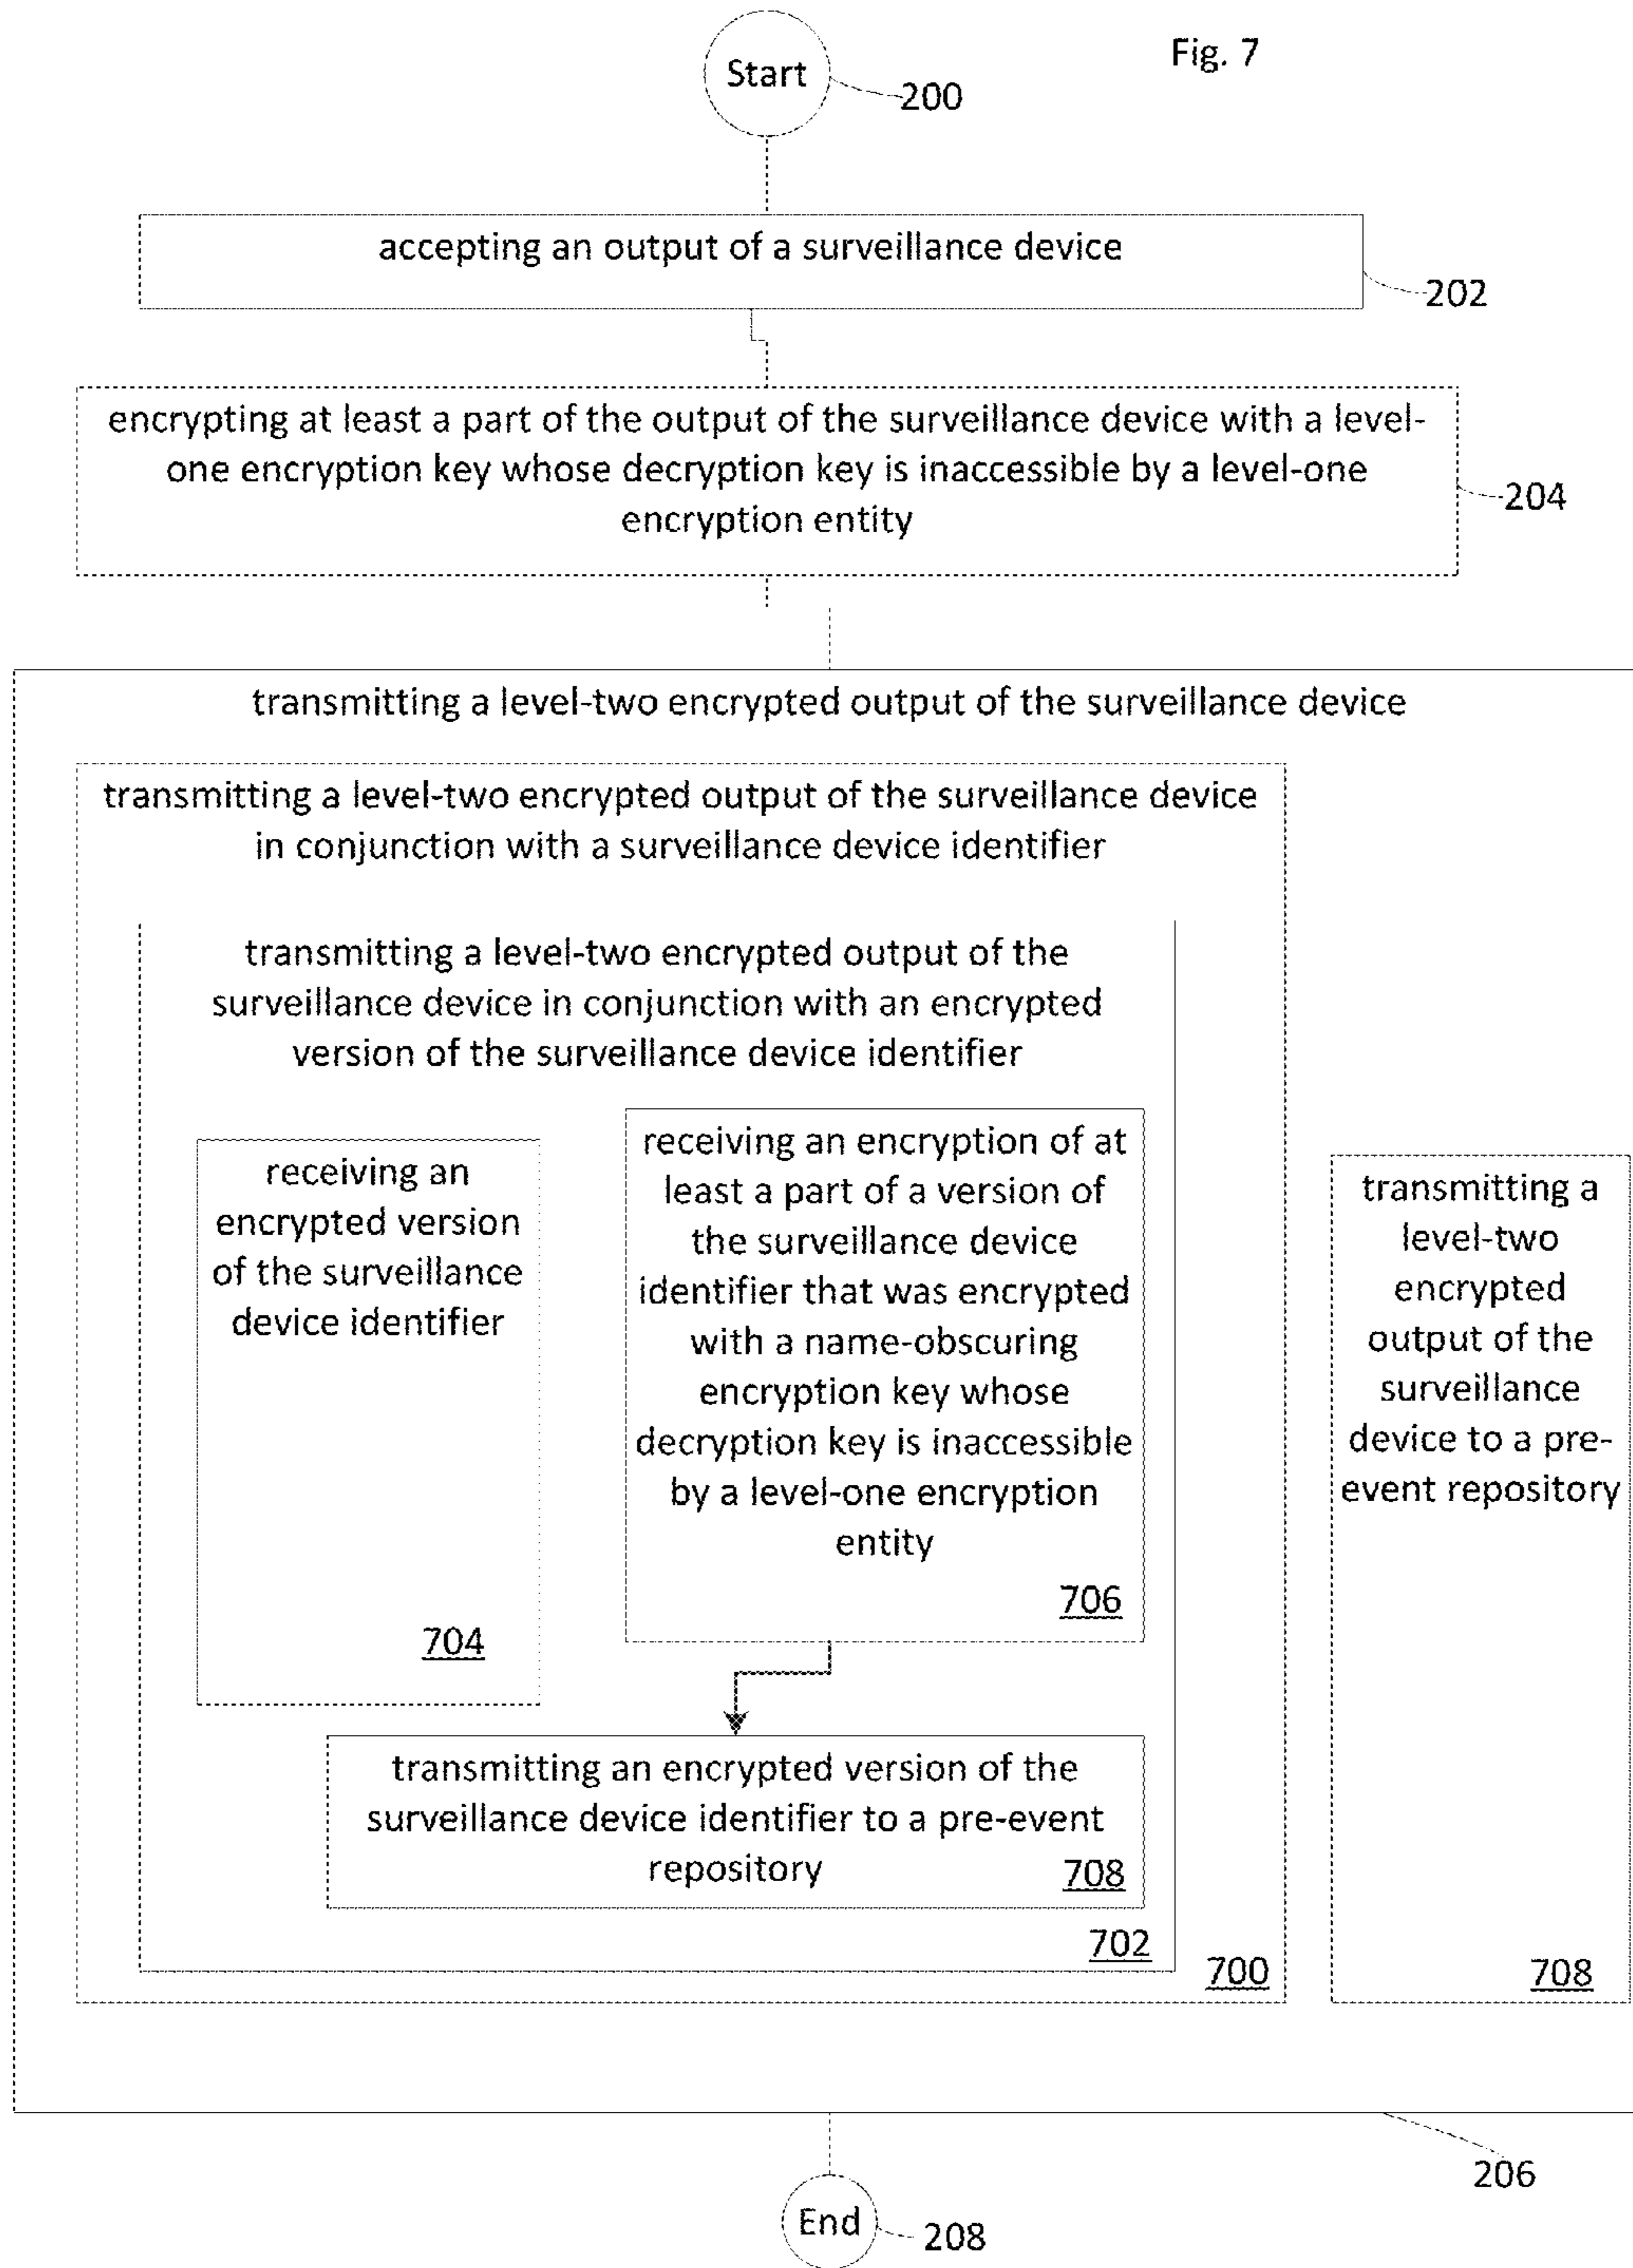 Fig. 7
Start
200
accepting an output of a surveillance device
202
encrypting at least a part of the output of the surveillance device with a level-
one encryption key whose decryption key is inaccessible by a level-one
encryption entity
204
transmitting a level-two encrypted output of the surveillance device
transmitting a level-two encrypted output of the surveillance device
in conjunction with a surveillance device identifier
transmitting a level-two encrypted output of the
surveillance device in conjunction with an encrypted
version of the surveillance device identifier
receiving an
encrypted version
of the surveillance
device identifier
704
receiving an encryption of at
least a part of a version of
the surveillance device
identifier that was encrypted
with a name-obscuring
encryption key whose
decryption key is inaccessible
by a level-one encryption
entity
706
transmitting an encrypted version of the
surveillance device identifier to a pre-event
repository
708
702
700
transmitting a
level-two
encrypted
output of the
surveillance
device to a pre-
event repository
708
206
End
208